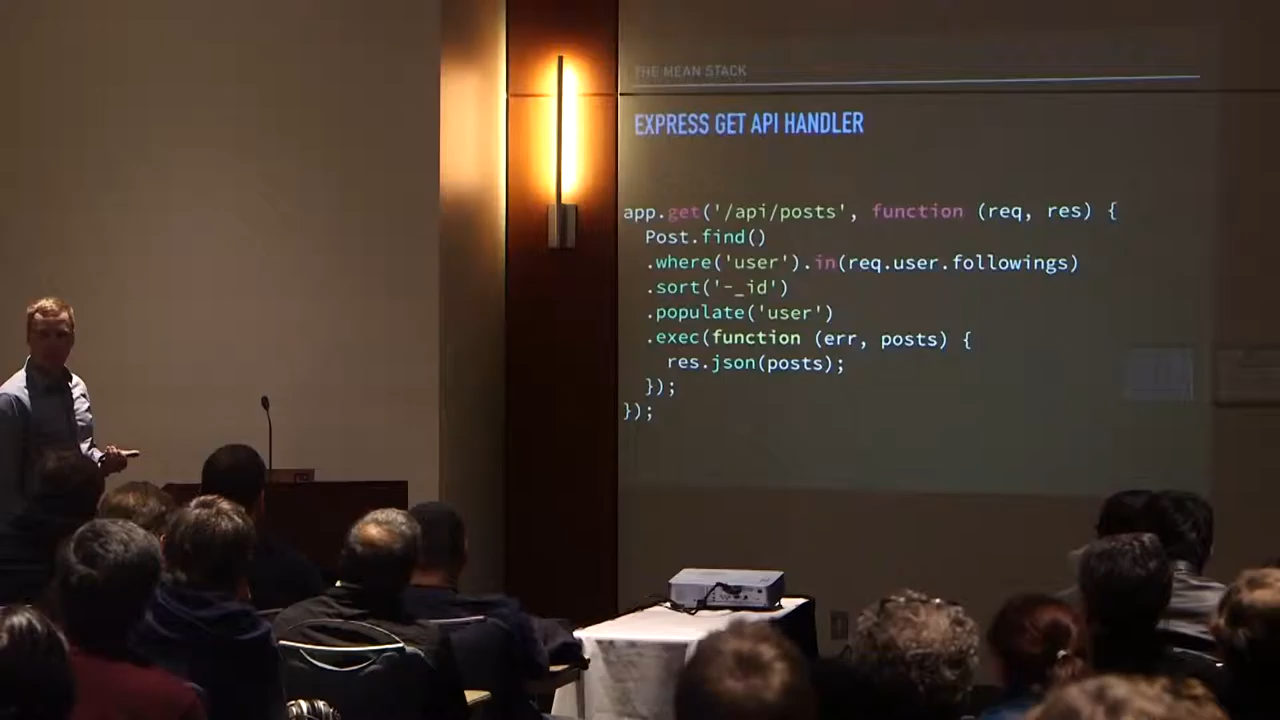 THE MEAN STACK
EXPRESS GET API HANDLER
app.get('/api/posts', function (req, res) {
  Post.find()
  .where('user').in(req.user.followings)
  .sort('-_id')
  .populate('user')
  .exec(function (err, posts) {
    res.json(posts);
  });
});